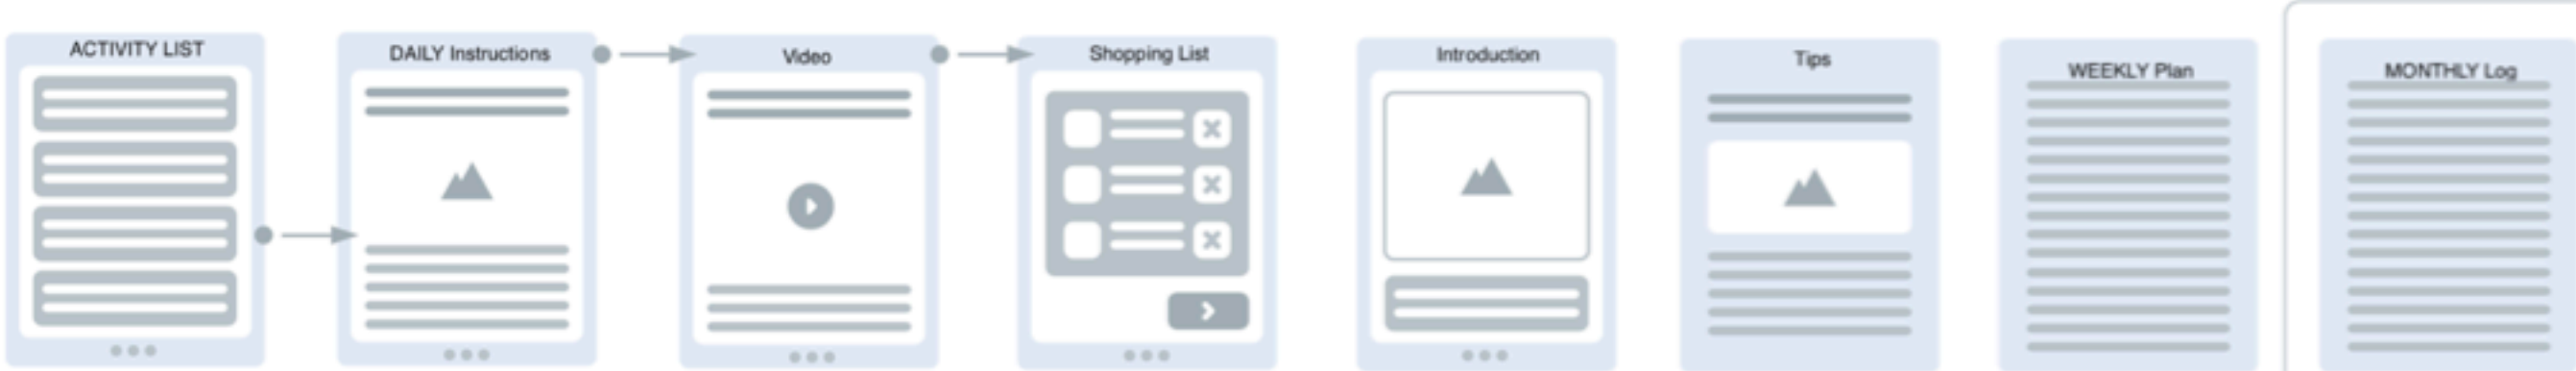 ACTIVITY LIST
DAILY Instructions
Video
Shopping List
Introduction
Tips
WEEKLY Plan
MONTHLY Log